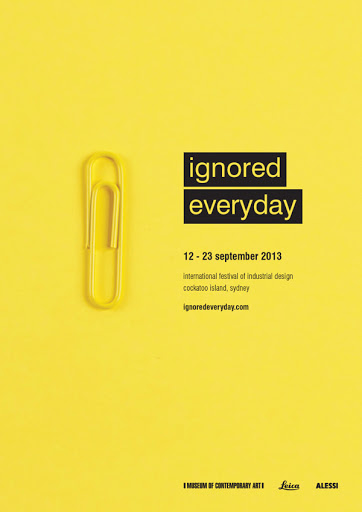 ignored
everyday
12 - 23 september 2013
international festival of industrial design
cockatoo island, sydney
ignoredeveryday.com
MUSEUM OF CONTEMPORARY ART Leica ALESSI